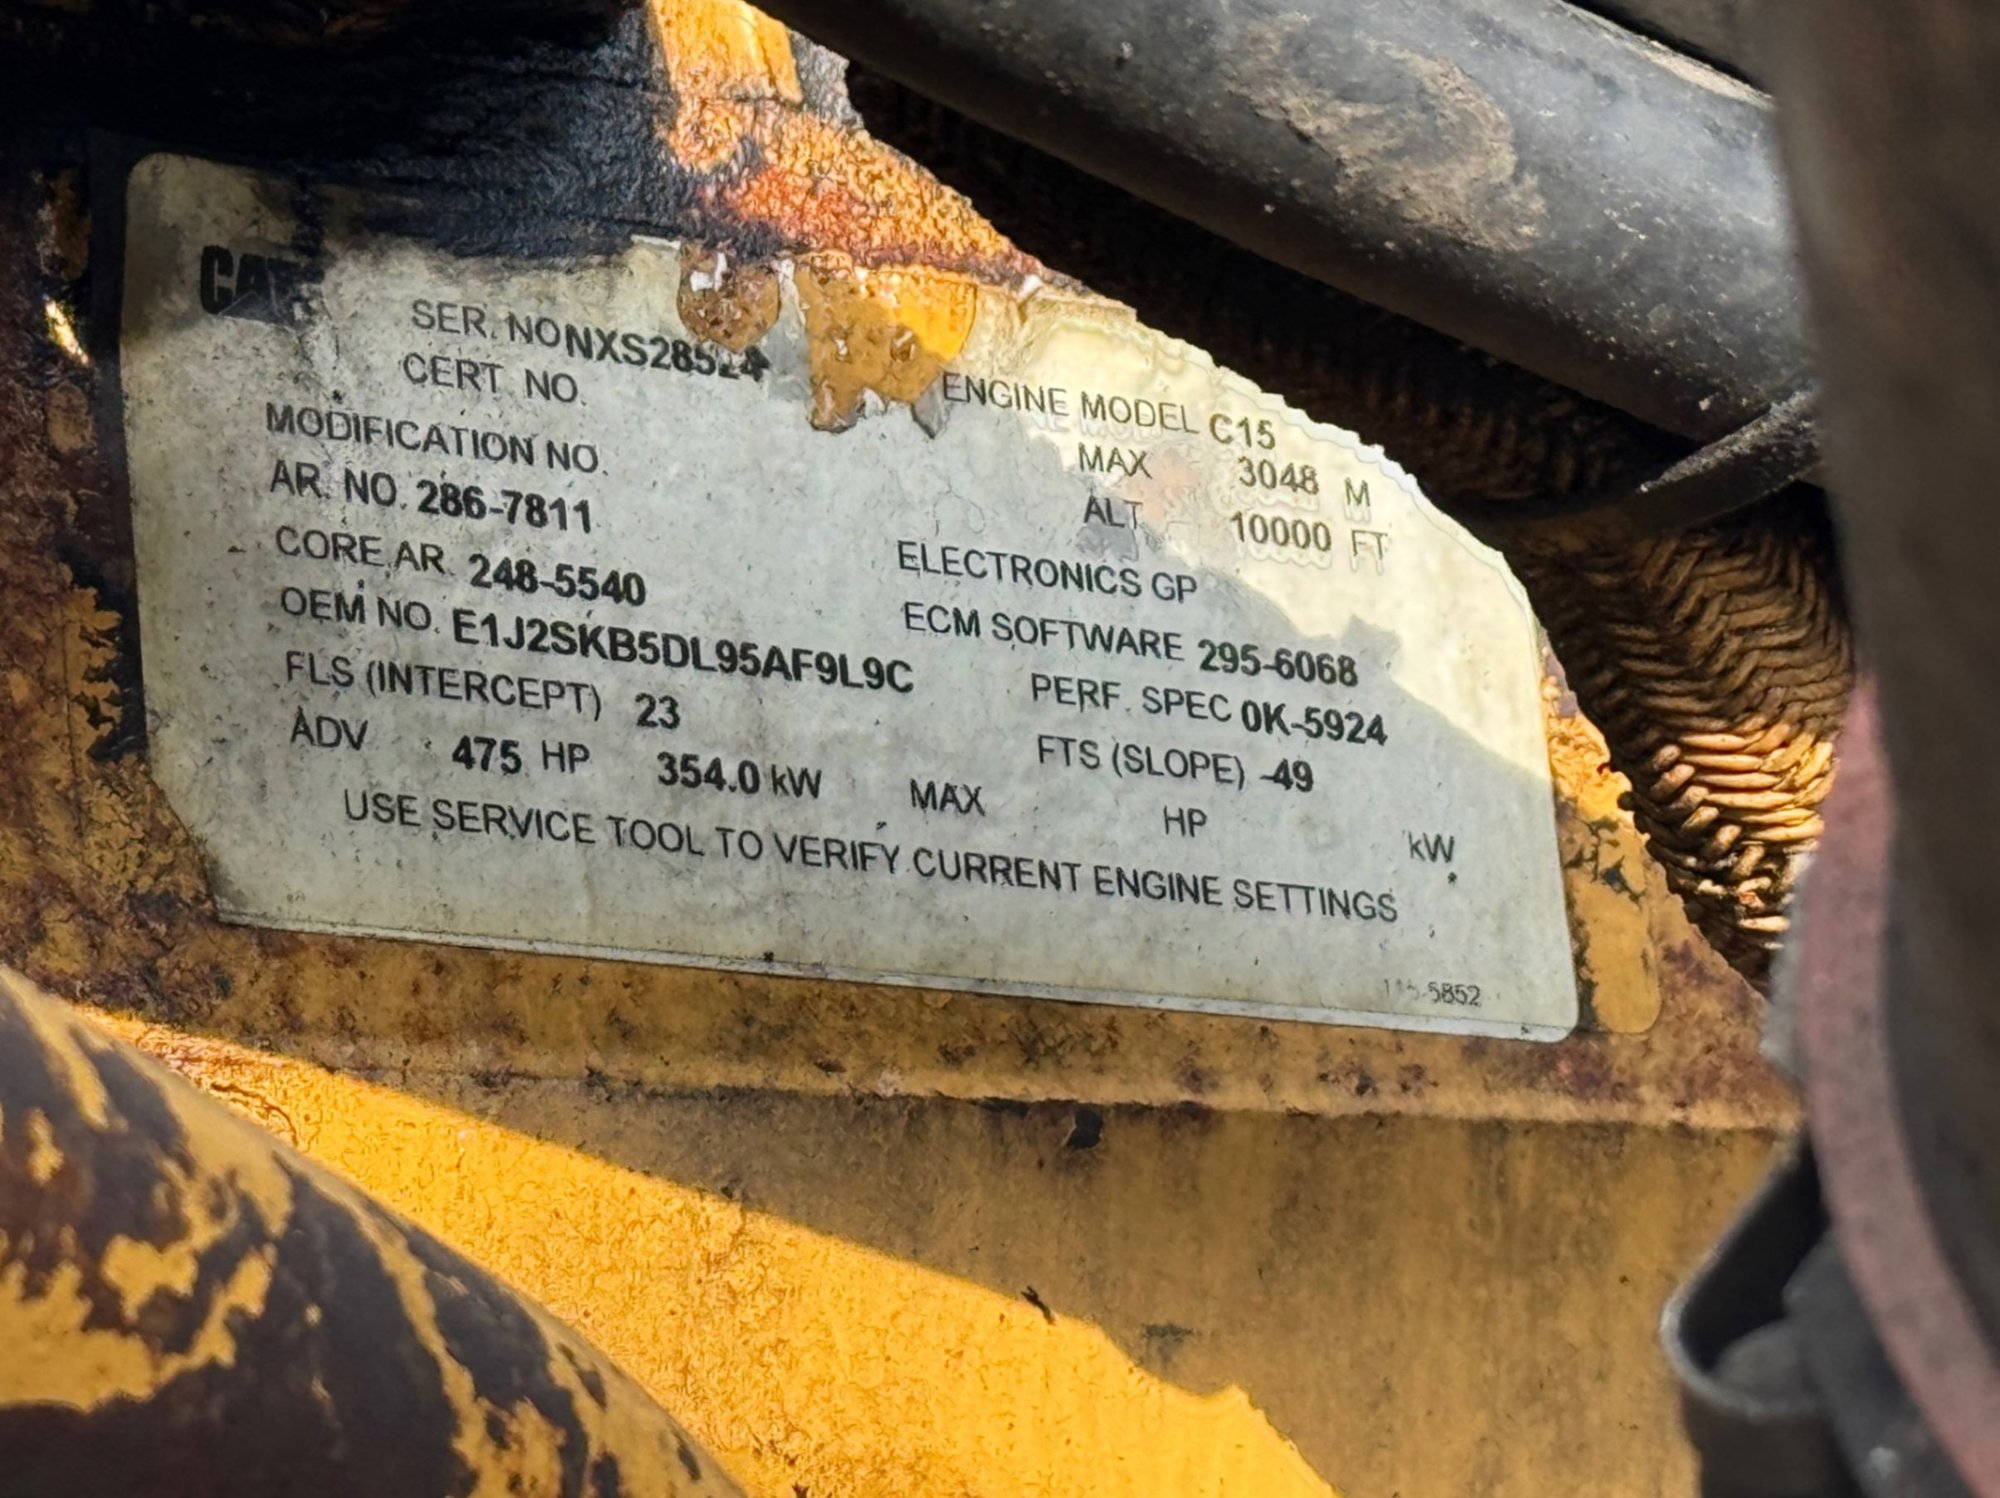 CAT
SER. NO NXS28524
CERT. NO.
ENGINE MODEL C15
MODIFICATION NO.
MAX 3048 M
AR. NO. 286-7811
ALT 10000 FT
CORE AR. 248-5540
ELECTRONICS GP
OEM NO. E1J2SKB5DL95AF9L9C
ECM SOFTWARE 295-6068
FLS (INTERCEPT) 23
PERF. SPEC 0K-5924
ADV 475 HP 354.0 kW
FTS (SLOPE) -49
MAX HP kW
USE SERVICE TOOL TO VERIFY CURRENT ENGINE SETTINGS